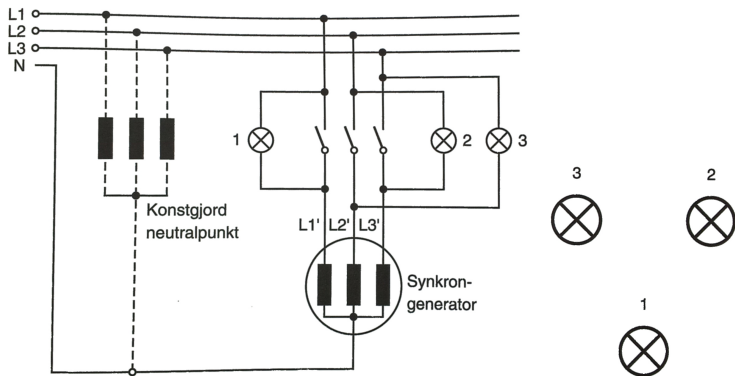 L1
L2
L3
N
1
2
3
Konstgjord
neutralpunkt
L1' L2' L3'
Synkron-
generator
3
2
1